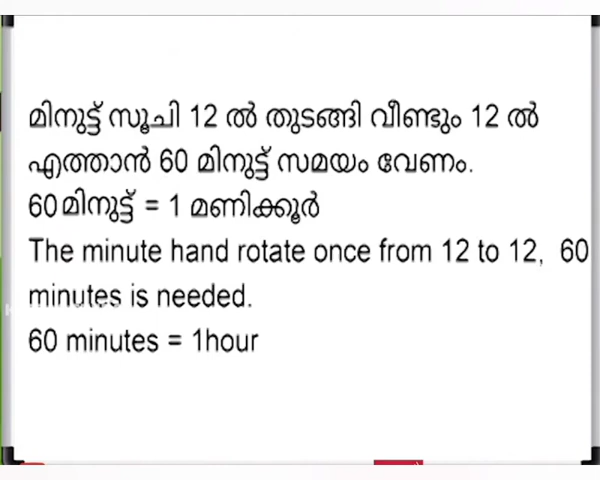 മിനുട്ട് സൂചി 12 ൽ തുടങ്ങി വീണ്ടും 12 ൽ
എത്താൻ 60 മിനുട്ട് സമയം വേണം.
60 മിനുട്ട് = 1 മണിക്കൂർ
The minute hand rotate once from 12 to 12, 60
minutes is needed.
60 minutes = 1hour